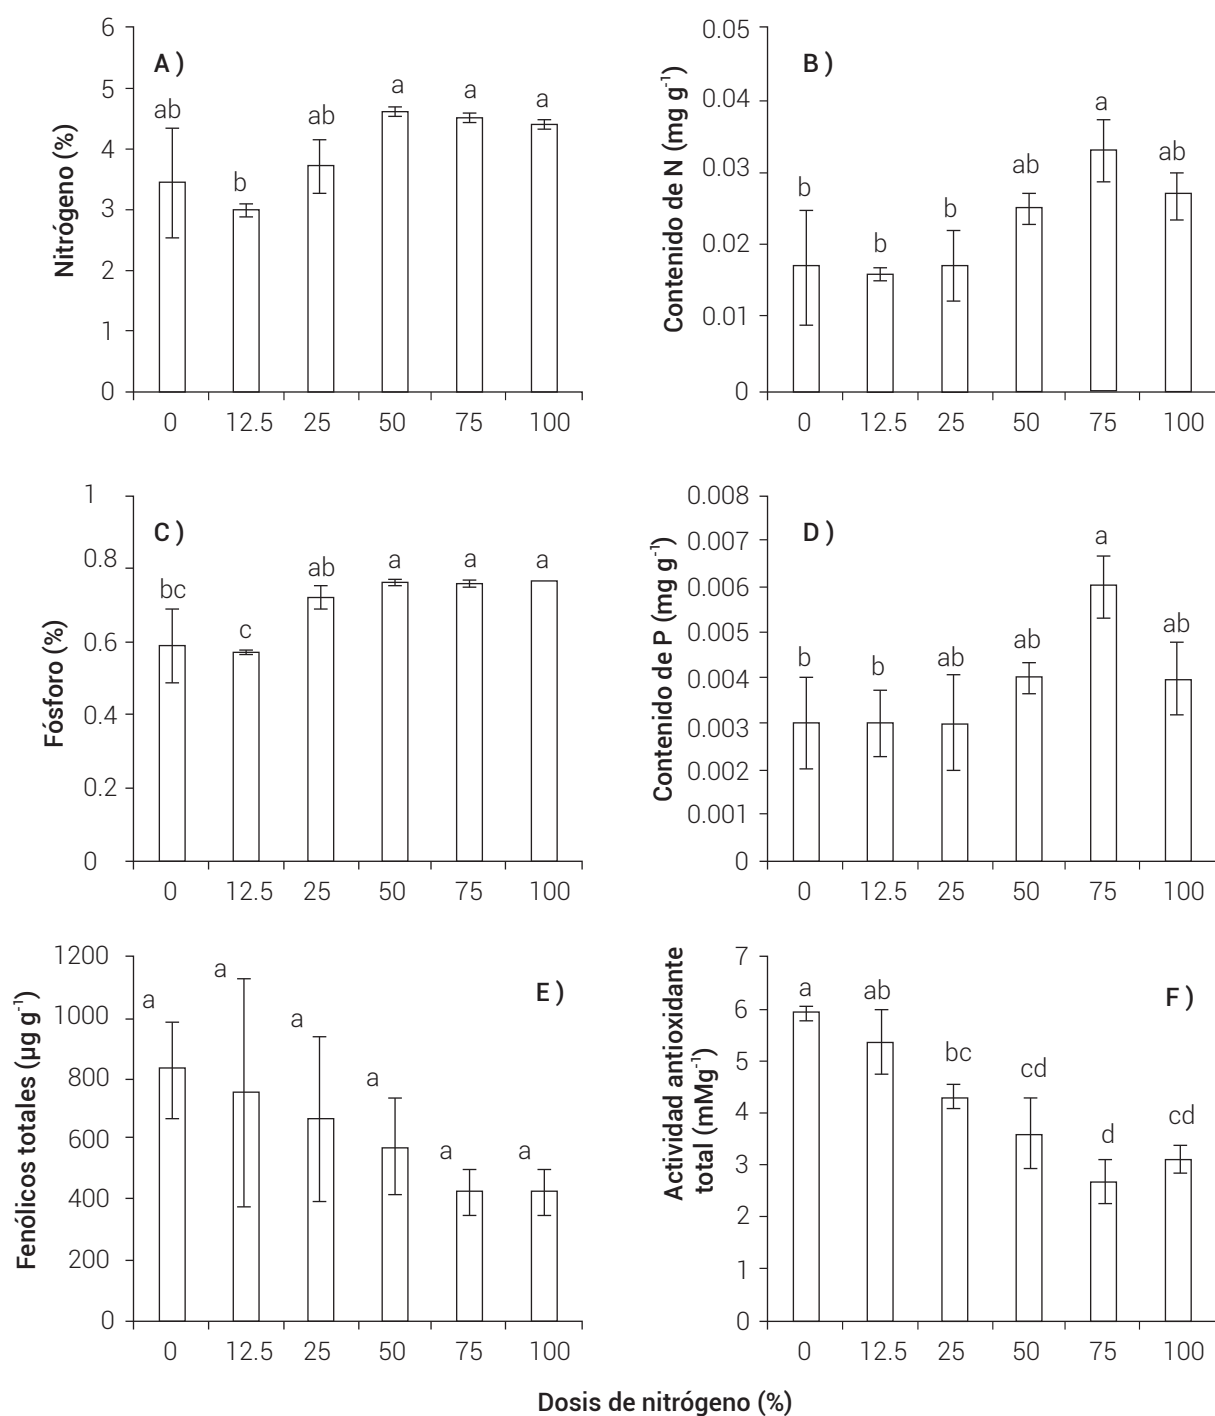 A)
Nitrógeno (%)
6
5
4
3
2
1
0
ab
b
ab
a
a
a
0 12.5 25 50 75 100
B)
Contenido de N (mg g-1)
0.05
0.04
0.03
0.02
0.01
0
b
b
b
ab
a
ab
0 12.5 25 50 75 100
C)
Fósforo (%)
1
0.8
0.6
0.4
0.2
0
bc
c
ab
a
a
a
0 12.5 25 50 75 100
D)
Contenido de P (mg g-1)
0.008
0.007
0.006
0.005
0.004
0.003
0.002
0.001
0
b
b
ab
ab
a
ab
0 12.5 25 50 75 100
E)
Fenólicos totales (µg g-1)
1200
1000
800
600
400
200
0
a
a
a
a
a
a
0 12.5 25 50 75 100
F)
Actividad antioxidante
total (mMg-1)
7
6
5
4
3
2
1
0
a
ab
bc
cd
d
cd
0 12.5 25 50 75 100
Dosis de nitrógeno (%)